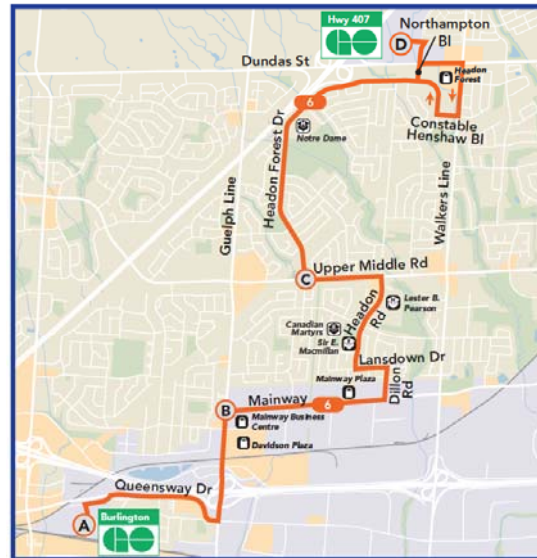 Hwy 407
GO
Northampton
Bl
D
Dundas St
Headon
Forest
6
Constable
Henshaw Bl
Notre Dame
Headon Forest Dr
Guelph Line
Walkers Line
C
Upper Middle Rd
Lester B.
Pearson
Headon
Rd
Canadian
Martyrs
Sir E.
Macmillan
Lansdown Dr
Mainway Plaza
Dillon
Rd
Mainway
6
B
Mainway Business
Centre
Davidson Plaza
Queensway Dr
A
Burlington
GO